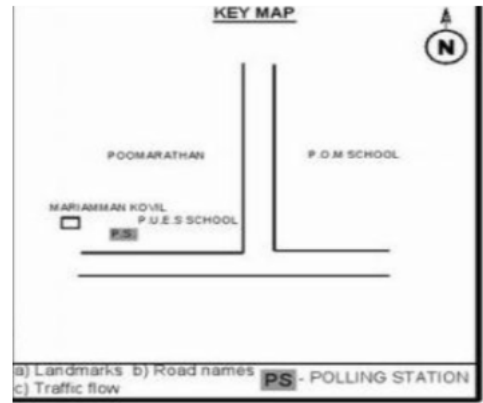 KEY MAP
N
POOMARATHAN
P.O.M SCHOOL
MARIAMMAN KOVIL
P.U.E.S SCHOOL
P.S.
a) Landmarks b) Road names
c) Traffic flow
PS - POLLING STATION